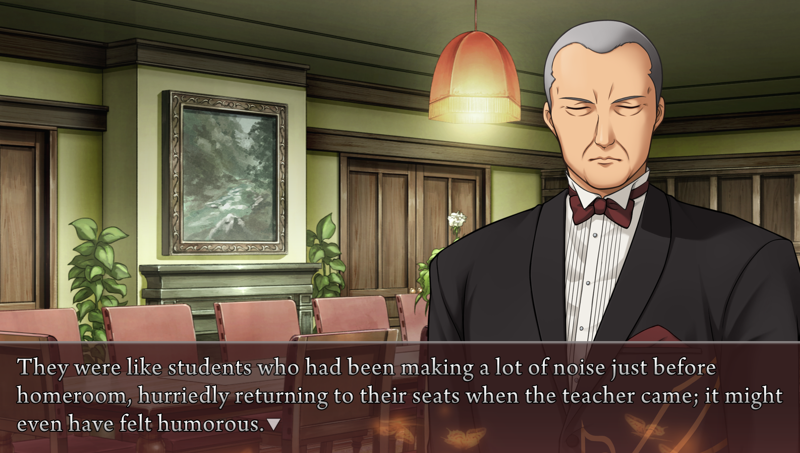 They were like students who had been making a lot of noise just before
homeroom, hurriedly returning to their seats when the teacher came; it might
even have felt humorous.